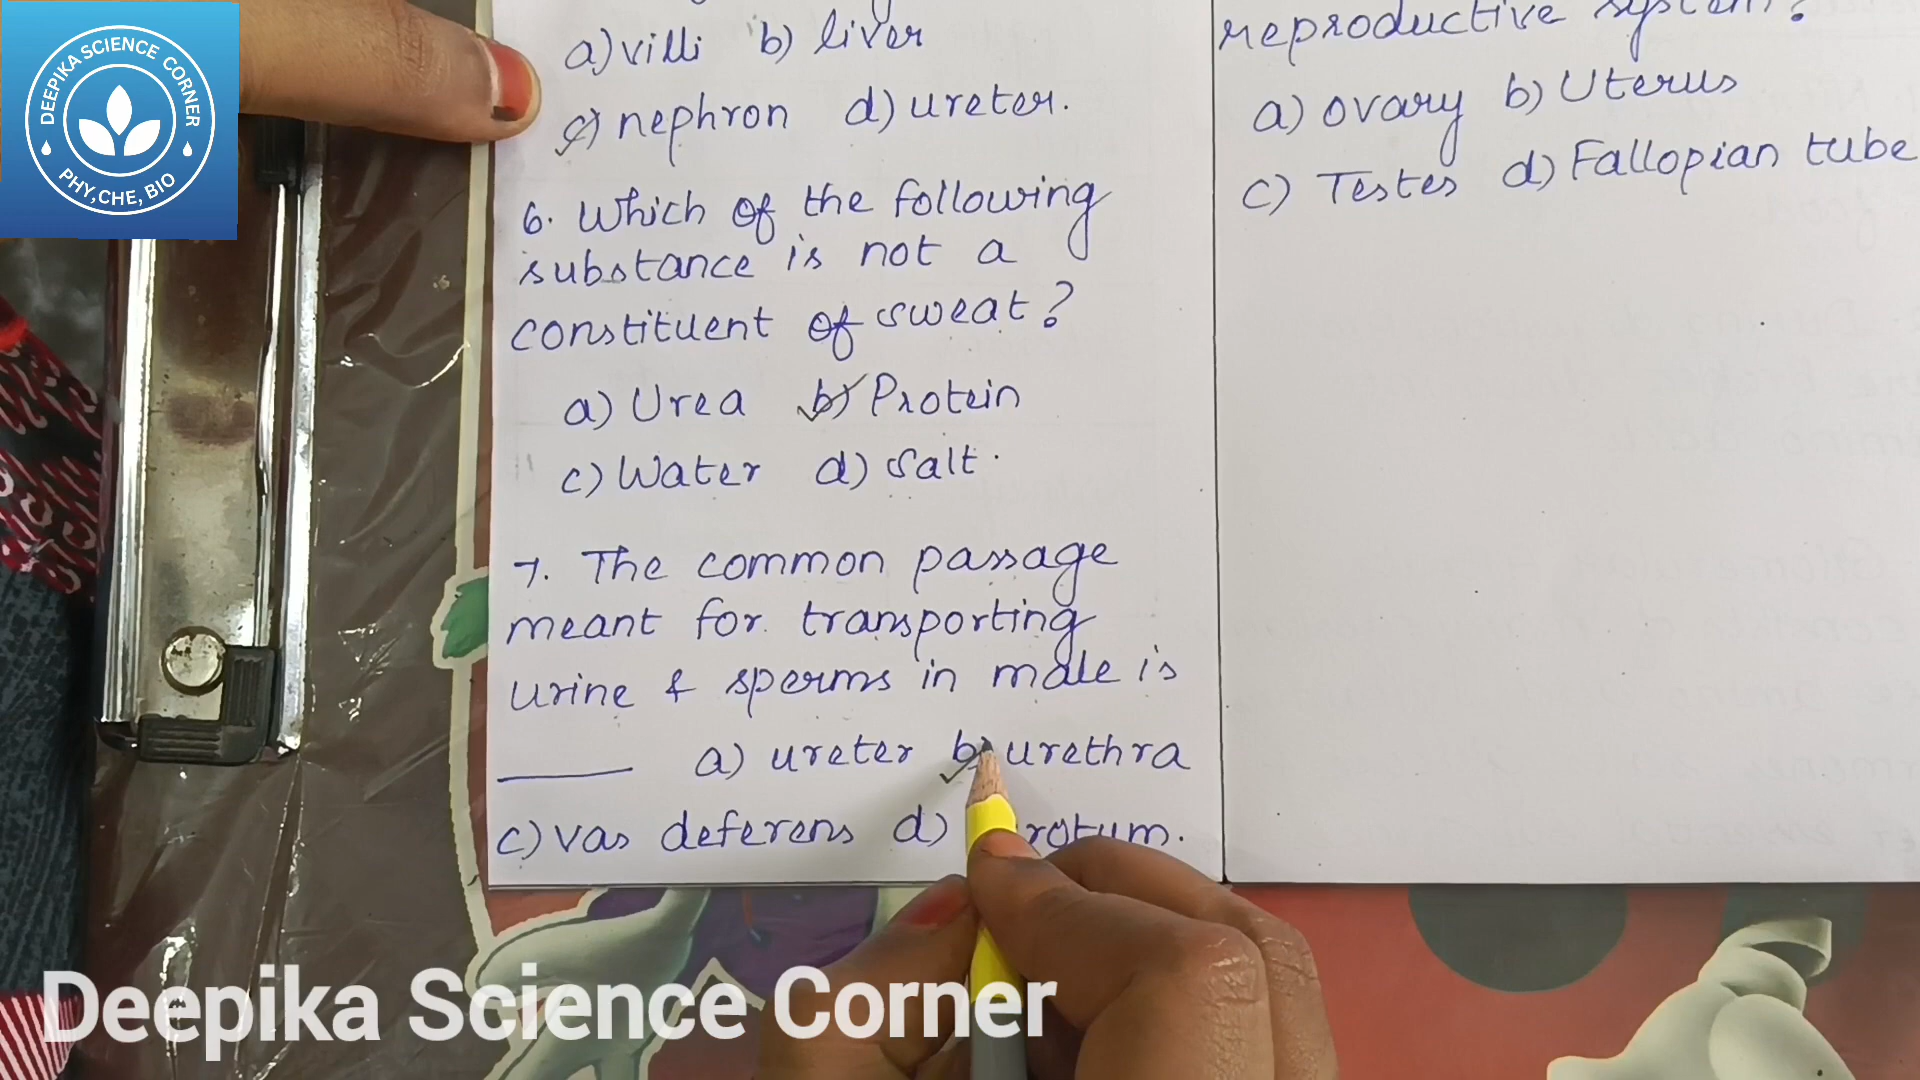 DEEPIKA SCIENCE CORNER
PHY,CHE, BIO
a) villi b) liver
c) nephron d) ureter.
6. Which of the following
substance is not a
constituent of sweat?
a) Urea b) Protein
c) Water d) Salt.
7. The common passage
meant for transporting
urine & sperms in male is
_____ a) ureter b) urethra
c) vas deferens d)
reproductive system?
a) ovary b) Uterus
c) Testes d) Fallopian tube
Deepika Science Corner